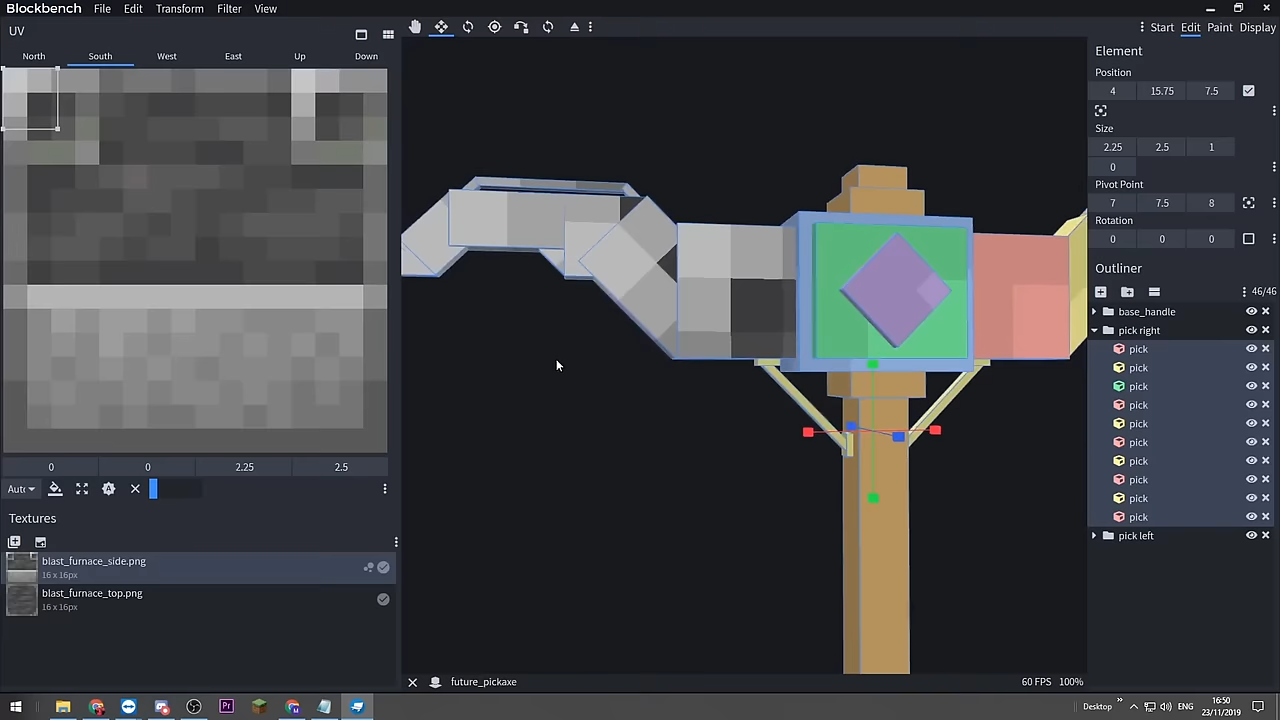 Blockbench File Edit Transform Filter View
Start Edit Paint Display
UV
North South West East Up Down
0 0 2.25 2.5
Aut
Textures
blast_furnace_side.png
16 x 16px
blast_furnace_top.png
16 x 16px
future_pickaxe
60 FPS 100%
Element
Position
4 15.75 7.5
Size
2.25 2.5 1
0
Pivot Point
7 7.5 8
Rotation
0 0 0
Outliner
46/46
base_handle
pick right
pick
pick
pick
pick
pick
pick
pick
pick
pick
pick
pick left
Pr
Desktop » ENG
16:50
23/11/2019